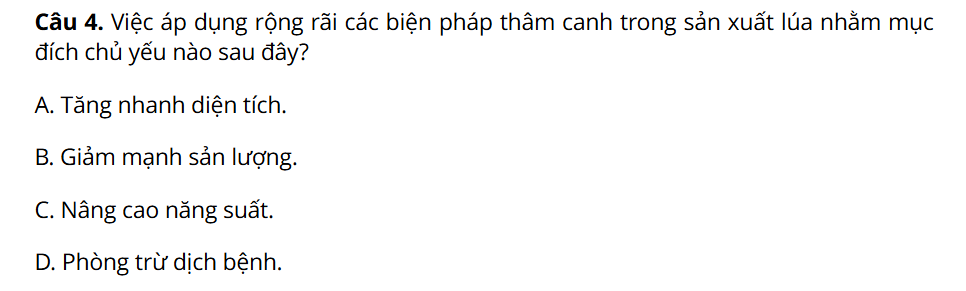 Câu 4. Việc áp dụng rộng rãi các biện pháp thâm canh trong sản xuất lúa nhằm mục
đích chủ yếu nào sau đây?
A. Tăng nhanh diện tích.
B. Giảm mạnh sản lượng.
C. Nâng cao năng suất.
D. Phòng trừ dịch bệnh.